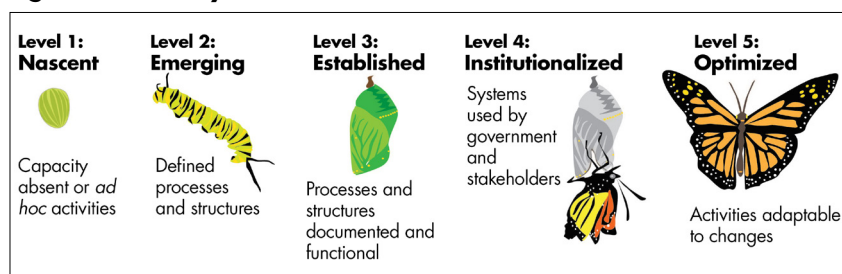 Level 1:
Nascent
Capacity
absent or ad
hoc activities
Level 2:
Emerging
Defined
processes
and structures
Level 3:
Established
Processes and
structures
documented and
functional
Level 4:
Institutionalized
Systems
used by
government
and
stakeholders
Level 5:
Optimized
Activities adaptable
to changes